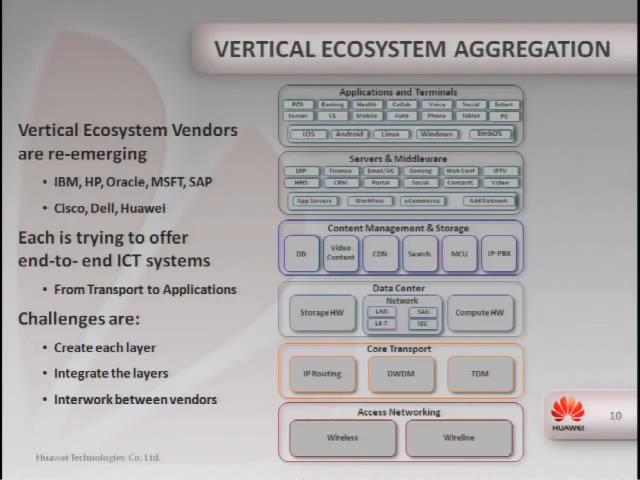 VERTICAL ECOSYSTEM AGGREGATION
Vertical Ecosystem Vendors
are re-emerging
• IBM, HP, Oracle, MSFT, SAP
• Cisco, Dell, Huawei
Each is trying to offer
end-to- end ICT systems
• From Transport to Applications
Challenges are:
• Create each layer
• Integrate the layers
• Interwork between vendors
Huawei Technologies Co, Ltd.
Applications and Terminals
POS Banking Health Collab Voice Social Entert
Sensor Mobile Auto Phone Tablet PC
IOS Android Linux Windows EmbOS
Servers & Middleware
ERP Finance Email/UC Gaming Web Conf IPTV
HRIS CRM Portal Social ContactC Video
App Servers Workflow eCommerce Add Network
Content Management & Storage
DB Video Content CDN Search MCU IP-PBX
Data Center
Storage HW
Network
LAN SAN
L4-7 SEC
Compute HW
Core Transport
IP Routing DWDM TDM
Access Networking
Wireless Wireline
HUAWEI
10